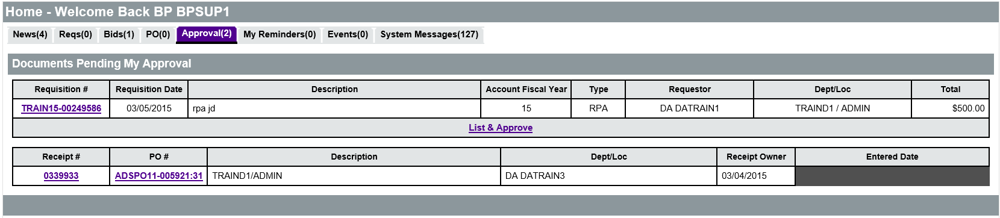 Home - Welcome Back BP BPSUP1
News(4) Reqs(0) Bids(1) PO(0) Approval(2) My Reminders(0) Events(0) System Messages(127)
Documents Pending My Approval
Requisition # Requisition Date Description Account Fiscal Year Type Requestor Dept/Loc Total
TRAIN15-00249586 03/05/2015 rpa jd 15 RPA DA DATRAIN1 TRAIND1 / ADMIN $500.00
List & Approve
Receipt # PO # Description Dept/Loc Receipt Owner Entered Date
0339933 ADSPO11-005921:31 TRAIND1/ADMIN DA DATRAIN3 03/04/2015